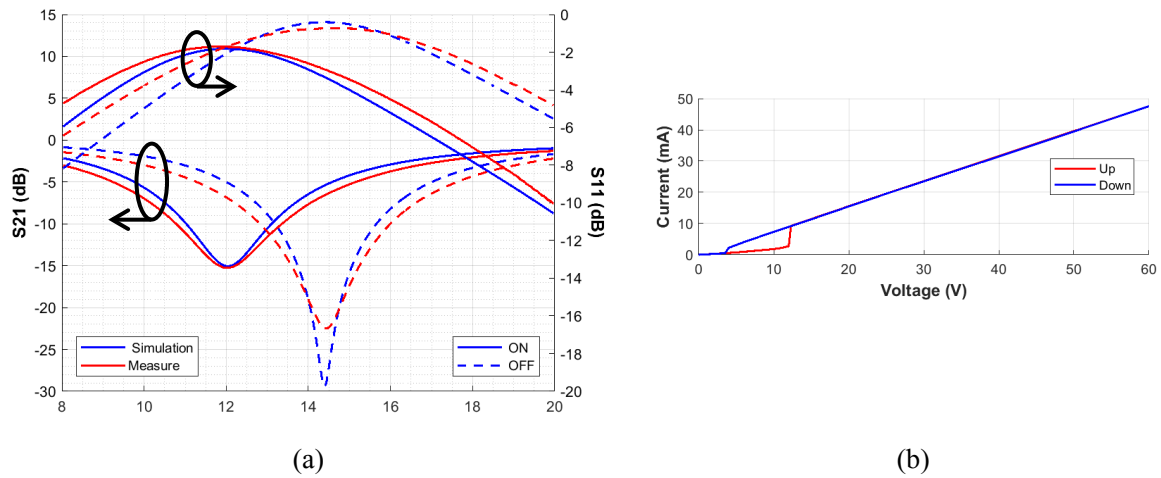 15
10
5
0
-5
-10
-15
-20
-25
-30
S21 (dB)
0
-2
-4
-6
-8
-10
-12
-14
-16
-18
-20
S11 (dB)
Simulation
Measure
ON
OFF
8 10 12 14 16 18 20
(a)
50
40
30
20
10
0
Current (mA)
Up
Down
0 10 20 30 40 50 60
Voltage (V)
(b)